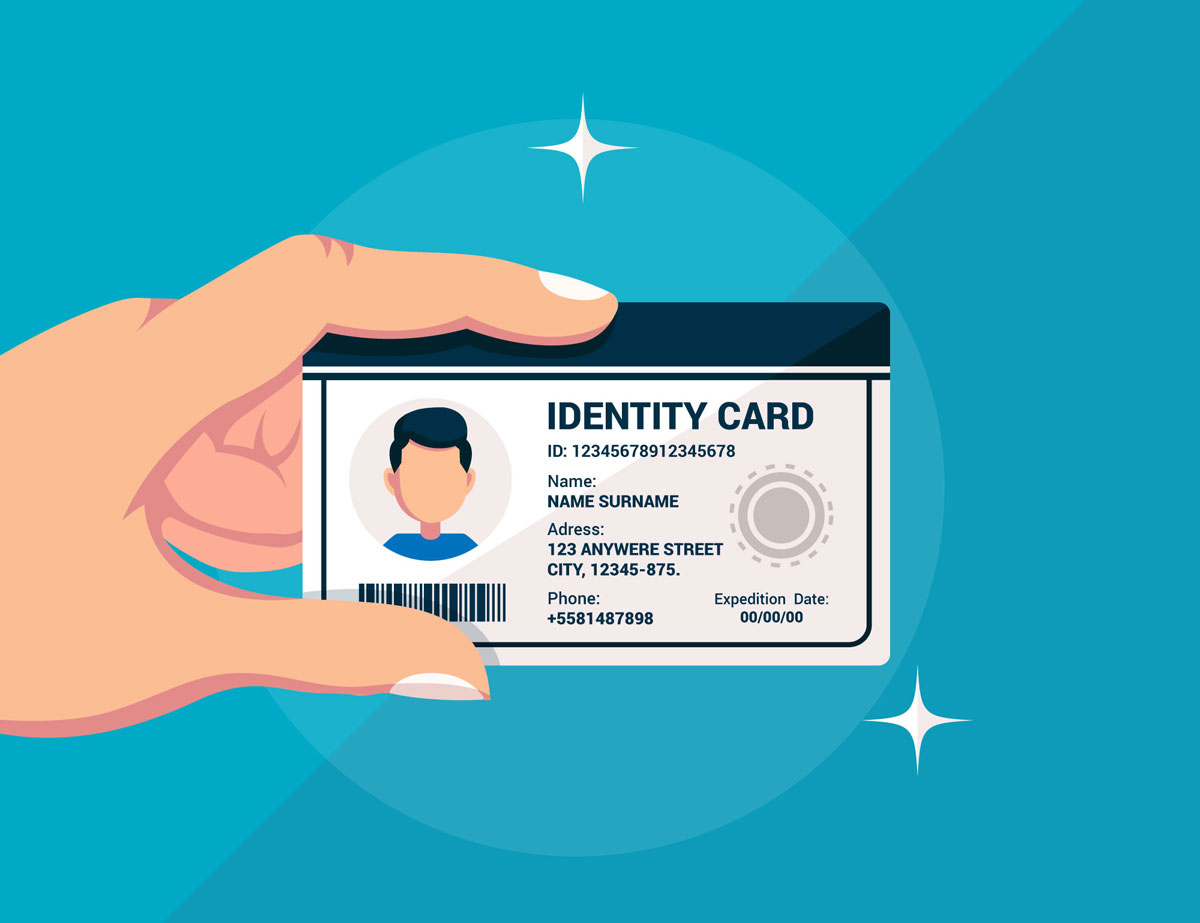 IDENTITY CARD
ID: 12345678912345678
Name:
NAME SURNAME
Adress:
123 ANYWERE STREET
CITY, 12345-875.
Phone:
+5581487898
Expedition Date:
00/00/00